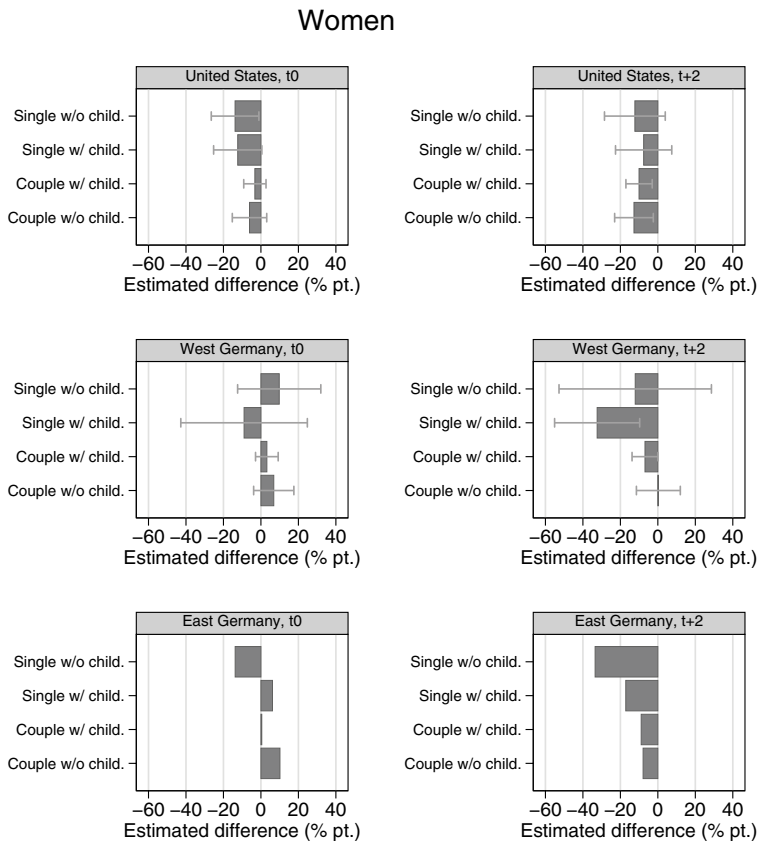 Women
United States, t0
Single w/o child.
Single w/ child.
Couple w/ child.
Couple w/o child.
−60 −40 −20 0 20 40
Estimated difference (% pt.)
United States, t+2
Single w/o child.
Single w/ child.
Couple w/ child.
Couple w/o child.
−60 −40 −20 0 20 40
Estimated difference (% pt.)
West Germany, t0
Single w/o child.
Single w/ child.
Couple w/ child.
Couple w/o child.
−60 −40 −20 0 20 40
Estimated difference (% pt.)
West Germany, t+2
Single w/o child.
Single w/ child.
Couple w/ child.
Couple w/o child.
−60 −40 −20 0 20 40
Estimated difference (% pt.)
East Germany, t0
Single w/o child.
Single w/ child.
Couple w/ child.
Couple w/o child.
−60 −40 −20 0 20 40
Estimated difference (% pt.)
East Germany, t+2
Single w/o child.
Single w/ child.
Couple w/ child.
Couple w/o child.
−60 −40 −20 0 20 40
Estimated difference (% pt.)